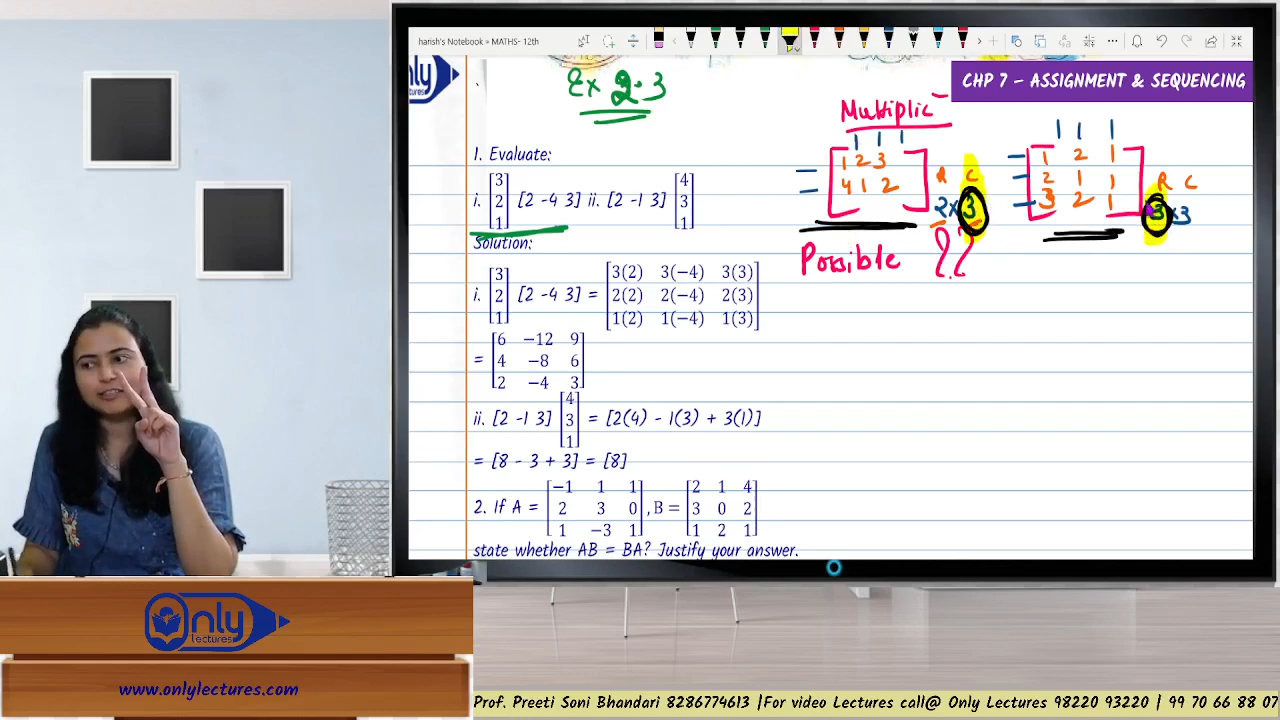 harish's Notebook » MATHS- 12th
CHP 7 – ASSIGNMENT & SEQUENCING
Ex 2.3
Multiplic
1. Evaluate:
i. [3 2 1] [2 -4 3] ii. [2 -1 3] [4 3 1]
1 2 3
4 1 2
R C
2×3
1 2 1
2 1 1
3 2 1
R C
3×3
Possible ??
Solution:
i. [3 2 1] [2 -4 3] = [3(2) 3(−4) 3(3)
2(2) 2(−4) 2(3)
1(2) 1(−4) 1(3)]
= [6 −12 9
4 −8 6
2 −4 3]
ii. [2 -1 3] [4 3 1] = [2(4) - 1(3) + 3(1)]
= [8 - 3 + 3] = [8]
2. If A = [−1 1 1
2 3 0
1 −3 1], B = [2 1 4
3 0 2
1 2 1]
state whether AB = BA? Justify your answer.
Only
lectures
www.onlylectures.com
Prof. Preeti Soni Bhandari 8286774613 |For video Lectures call@ Only Lectures 98220 93220 | 99 70 66 88 07